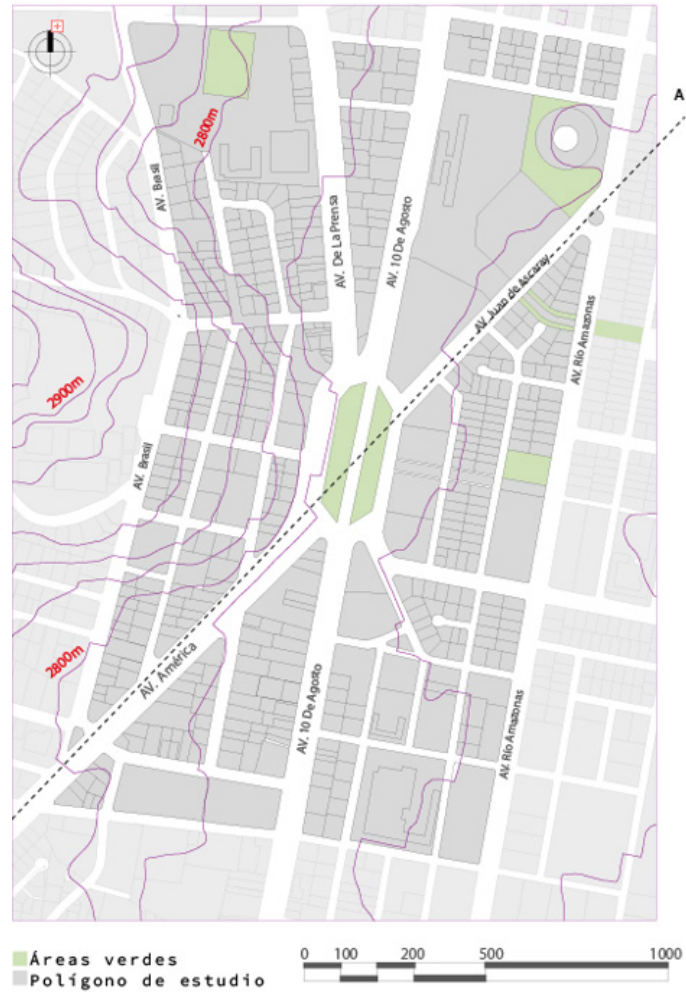 2800m
A
AV. Brasil
AV. De La Prensa
AV. 10 De Agosto
AV. Juan de Ascaray
AV. Río Amazonas
2900m
AV. Brasil
2800m
AV. América
AV. 10 De Agosto
AV. Río Amazonas
Áreas verdes
Polígono de estudio
0 100 200 500 1000